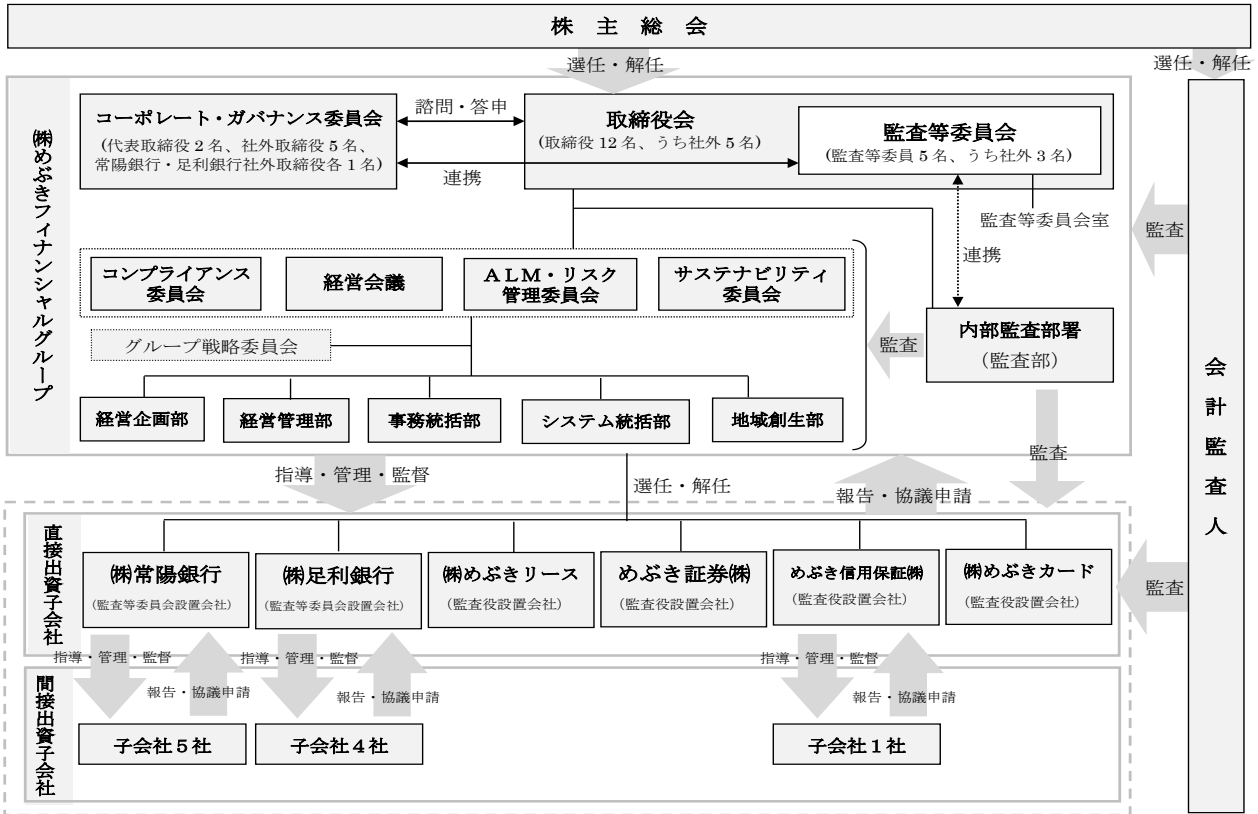 株主総会
選任・解任
選任・解任
㈱めぶきフィナンシャルグループ
コーポレート・ガバナンス委員会
(代表取締役2名、社外取締役5名、
常陽銀行・足利銀行社外取締役各1名)
諮問・答申
連携
取締役会
(取締役12名、うち社外5名)
監査等委員会
(監査等委員5名、うち社外3名)
監査等委員会室
連携
監査
コンプライアンス
委員会
経営会議
ALM・リスク
管理委員会
サステナビリティ
委員会
グループ戦略委員会
監査
内部監査部署
(監査部)
経営企画部
経営管理部
事務統括部
システム統括部
地域創生部
会計監査人
指導・管理・監督
選任・解任
報告・協議申請
監査
直接出資子会社
㈱常陽銀行
(監査等委員会設置会社)
㈱足利銀行
(監査等委員会設置会社)
㈱めぶきリース
(監査役設置会社)
めぶき証券㈱
(監査役設置会社)
めぶき信用保証㈱
(監査役設置会社)
㈱めぶきカード
(監査役設置会社)
監査
指導・管理・監督
報告・協議申請
指導・管理・監督
報告・協議申請
指導・管理・監督
報告・協議申請
間接出資子会社
子会社5社
子会社4社
子会社1社